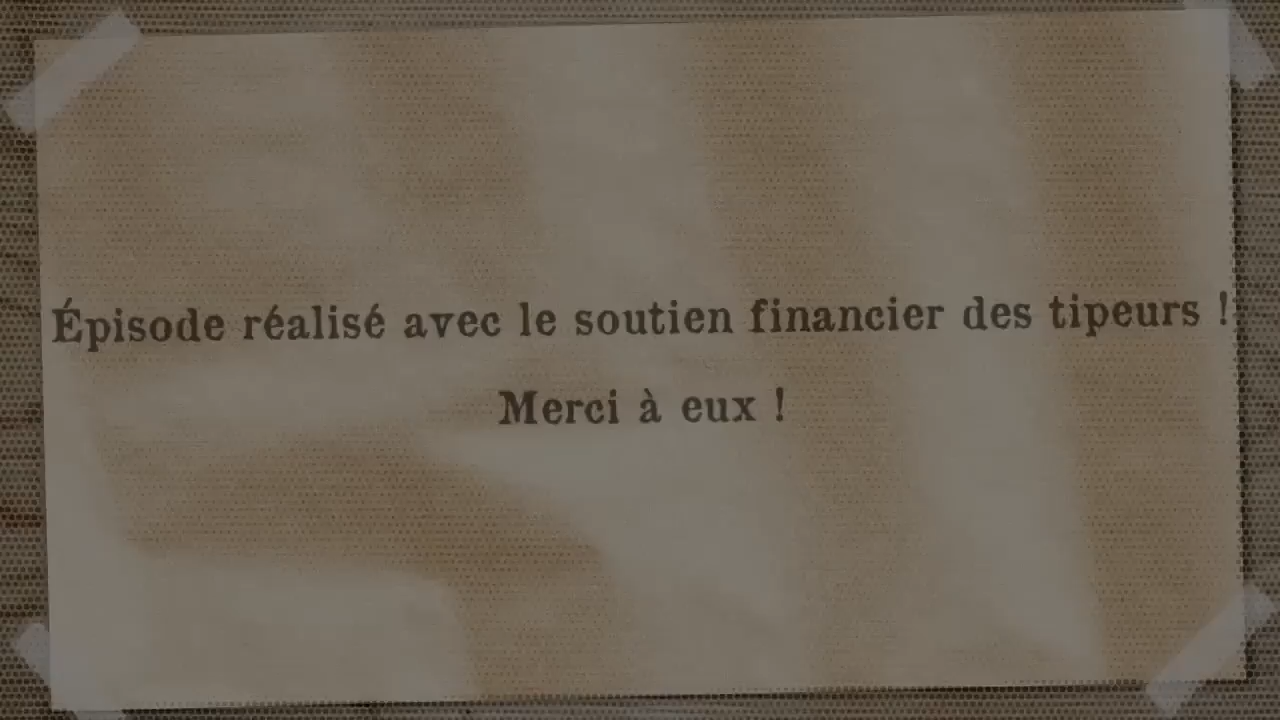 Épisode réalisé avec le soutien financier des tipeurs !
Merci à eux !